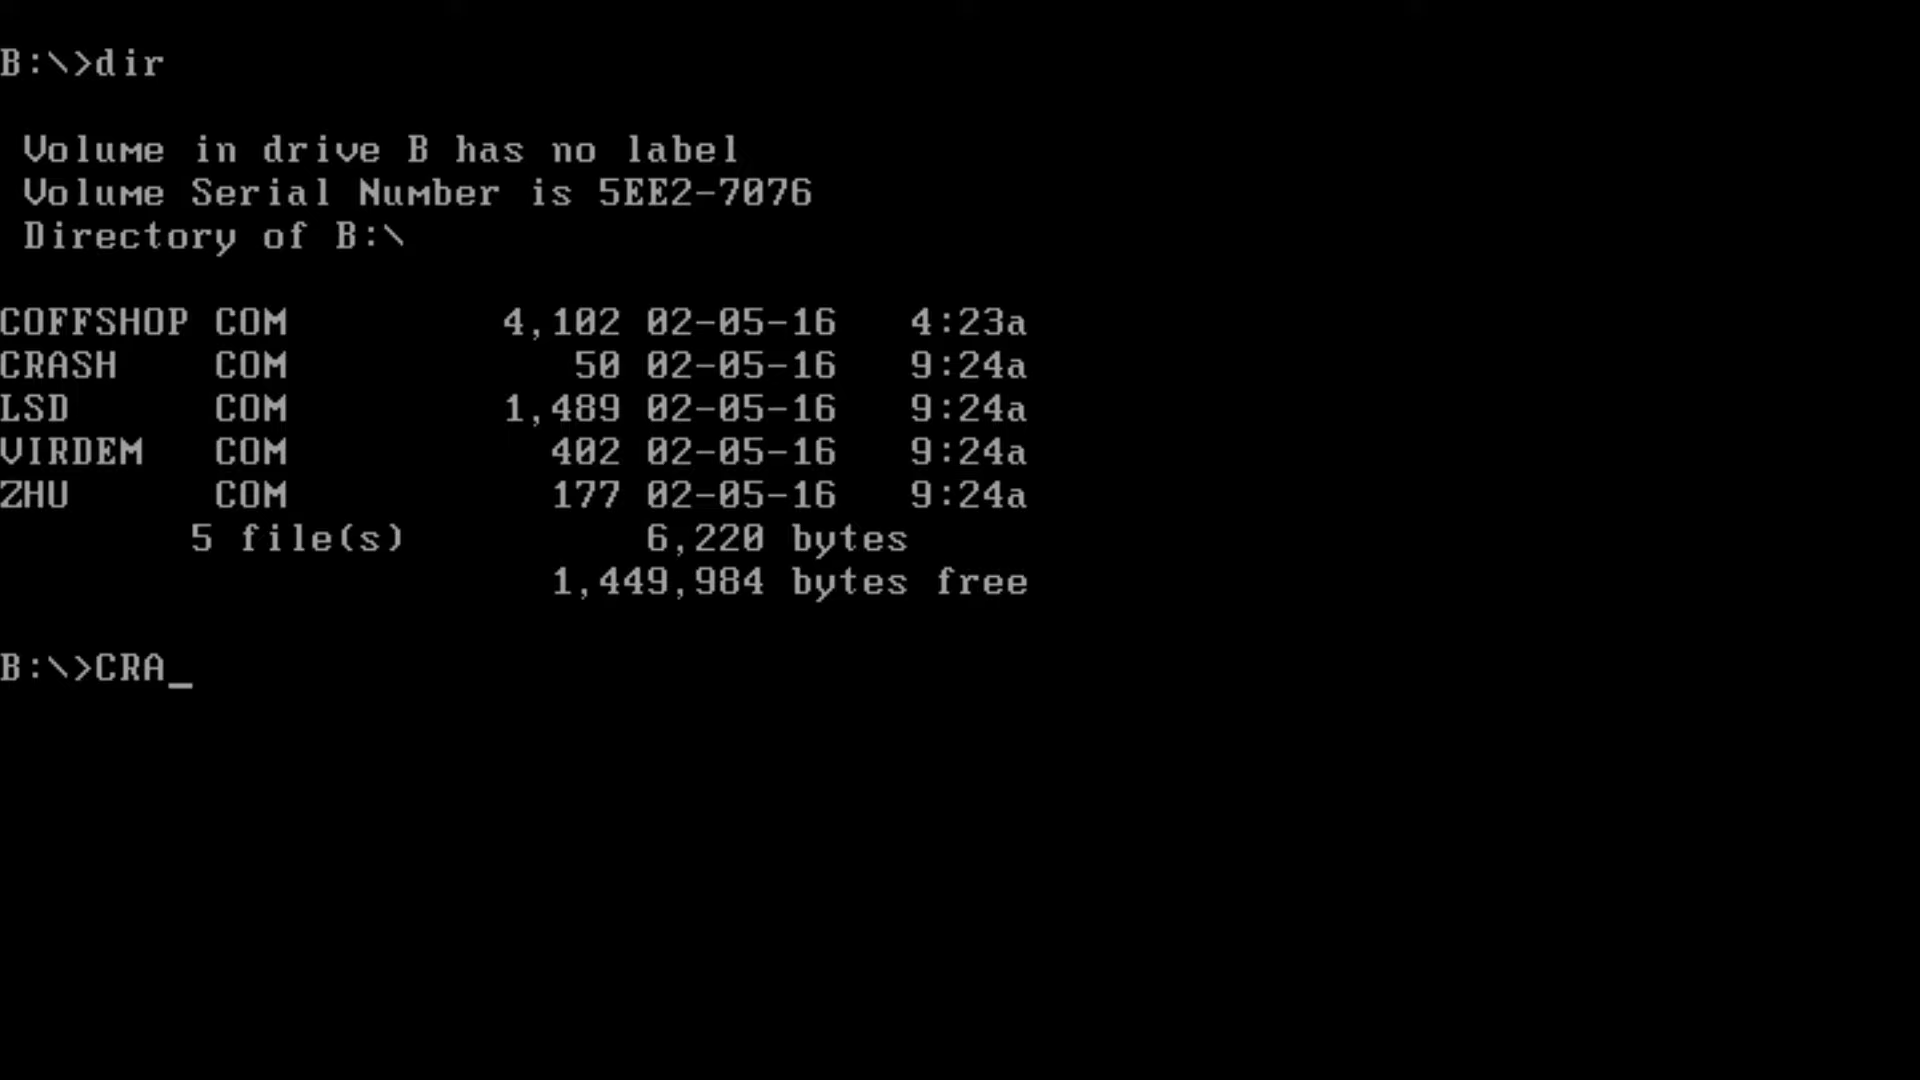 B:\>dir
Volume in drive B has no label
Volume Serial Number is 5EE2-7076
Directory of B:\
COFFSHOP COM 4,102 02-05-16 4:23a
CRASH COM 50 02-05-16 9:24a
LSD COM 1,489 02-05-16 9:24a
VIRDEM COM 402 02-05-16 9:24a
ZHU COM 177 02-05-16 9:24a
5 file(s) 6,220 bytes
1,449,984 bytes free
B:\>CRA_